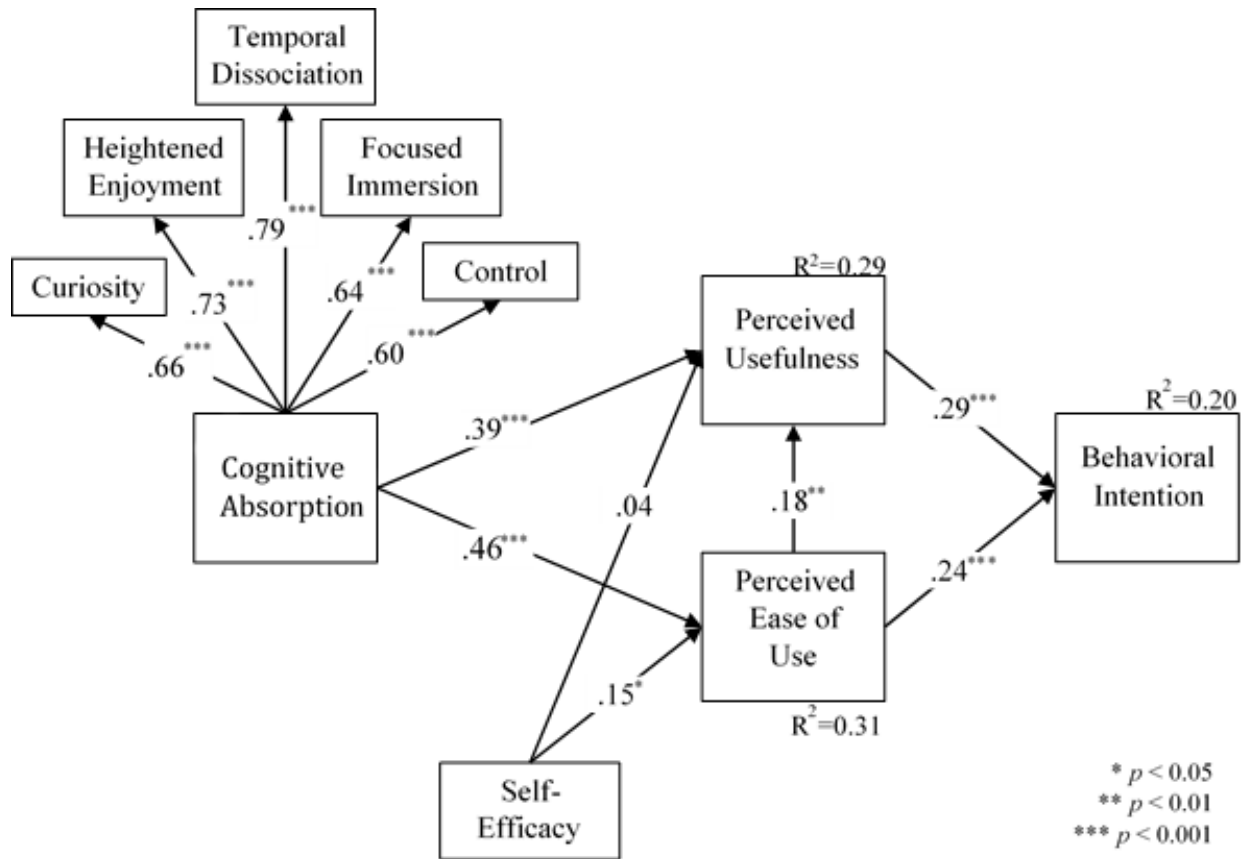 Temporal
Dissociation
Heightened
Enjoyment
Focused
Immersion
Curiosity
Control
.66***
.73***
.79***
.64***
.60***
Cognitive
Absorption
.39***
.46***
.04
.15*
Self-
Efficacy
R²=0.29
Perceived
Usefulness
.18**
Perceived
Ease of
Use
R²=0.31
.29***
.24***
R²=0.20
Behavioral
Intention
* p < 0.05
** p < 0.01
*** p < 0.001